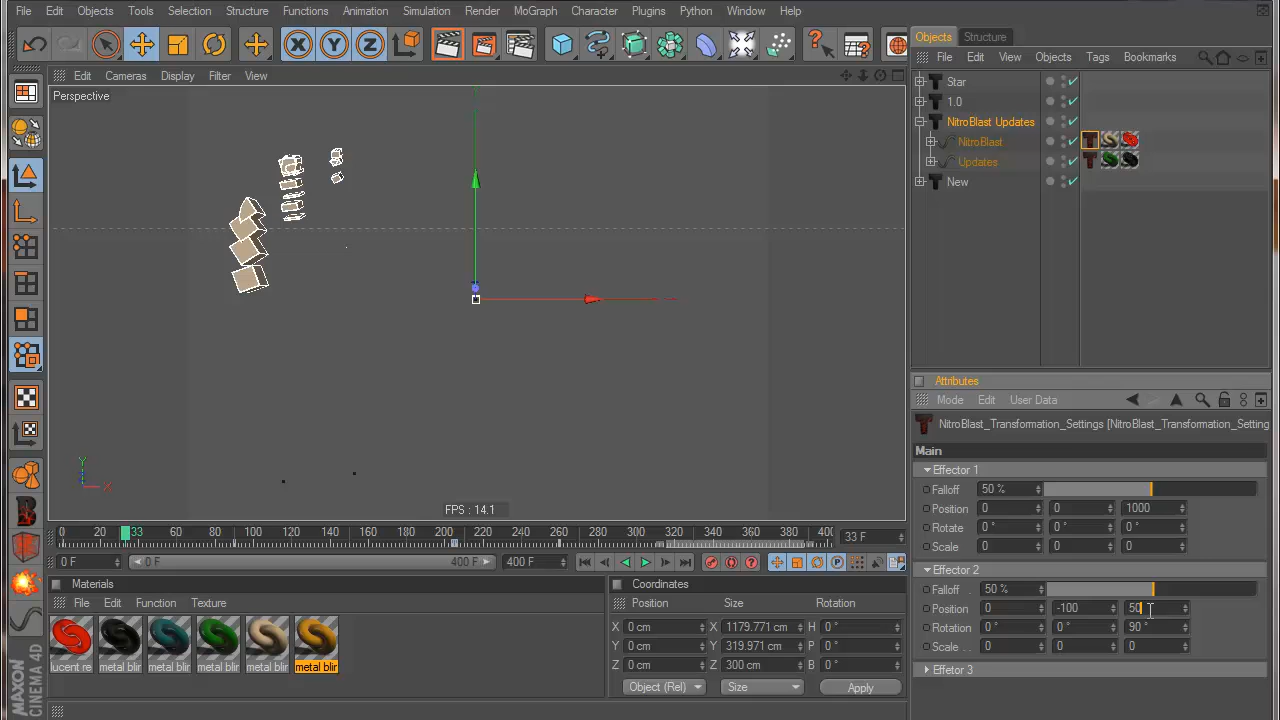 File Edit Objects Tools Selection Structure Functions Animation Simulation Render MoGraph Character Plugins Python Window Help
Objects Structure
File Edit View Objects Tags Bookmarks
Edit Cameras Display Filter View
Perspective
Star
1.0
NitroBlast Updates
NitroBlast
Updates
New
Y
X
FPS : 14.1
Attributes
Mode Edit User Data
NitroBlast_Transformation_Settings [NitroBlast_Transformation_Setting
Main
Effector 1
Falloff 50 %
Position 0 0 1000
Rotate 0 ° 0 ° 0 °
Scale 0 0 0
Effector 2
Falloff . 50 %
Position 0 -100 50
Rotation 0 ° 0 ° 90 °
Scale . . 0 0 0
Effetor 3
0 20 33 60 80 100 120 140 160 180 200 220 240 260 280 300 320 340 360 380 400
33 F
0 F 0 F 400 F 400 F
Materials
File Edit Function Texture
lucent re metal blir metal blir metal blir metal blir metal blir
Coordinates
Position Size Rotation
X 0 cm X 1179.771 cm H 0 °
Y 0 cm Y 319.971 cm P 0 °
Z 0 cm Z 300 cm B 0 °
Object (Rel) Size Apply
MAXON
CINEMA 4D